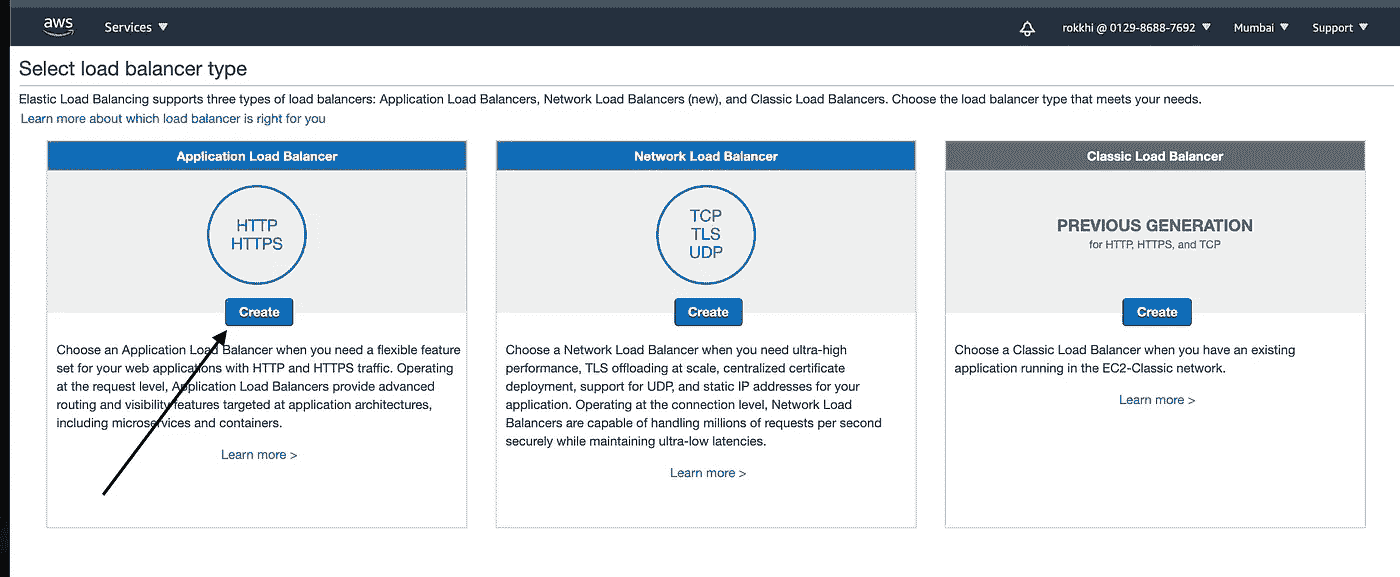 aws Services rokkhi @ 0129-8688-7692 Mumbai Support
Select load balancer type
Elastic Load Balancing supports three types of load balancers: Application Load Balancers, Network Load Balancers (new), and Classic Load Balancers. Choose the load balancer type that meets your needs.
Learn more about which load balancer is right for you
Application Load Balancer
HTTP
HTTPS
Create
Choose an Application Load Balancer when you need a flexible feature
set for your web applications with HTTP and HTTPS traffic. Operating
at the request level, Application Load Balancers provide advanced
routing and visibility features targeted at application architectures,
including microservices and containers.
Learn more >
Network Load Balancer
TCP
TLS
UDP
Create
Choose a Network Load Balancer when you need ultra-high
performance, TLS offloading at scale, centralized certificate
deployment, support for UDP, and static IP addresses for your
application. Operating at the connection level, Network Load
Balancers are capable of handling millions of requests per second
securely while maintaining ultra-low latencies.
Learn more >
Classic Load Balancer
PREVIOUS GENERATION
for HTTP, HTTPS, and TCP
Create
Choose a Classic Load Balancer when you have an existing
application running in the EC2-Classic network.
Learn more >